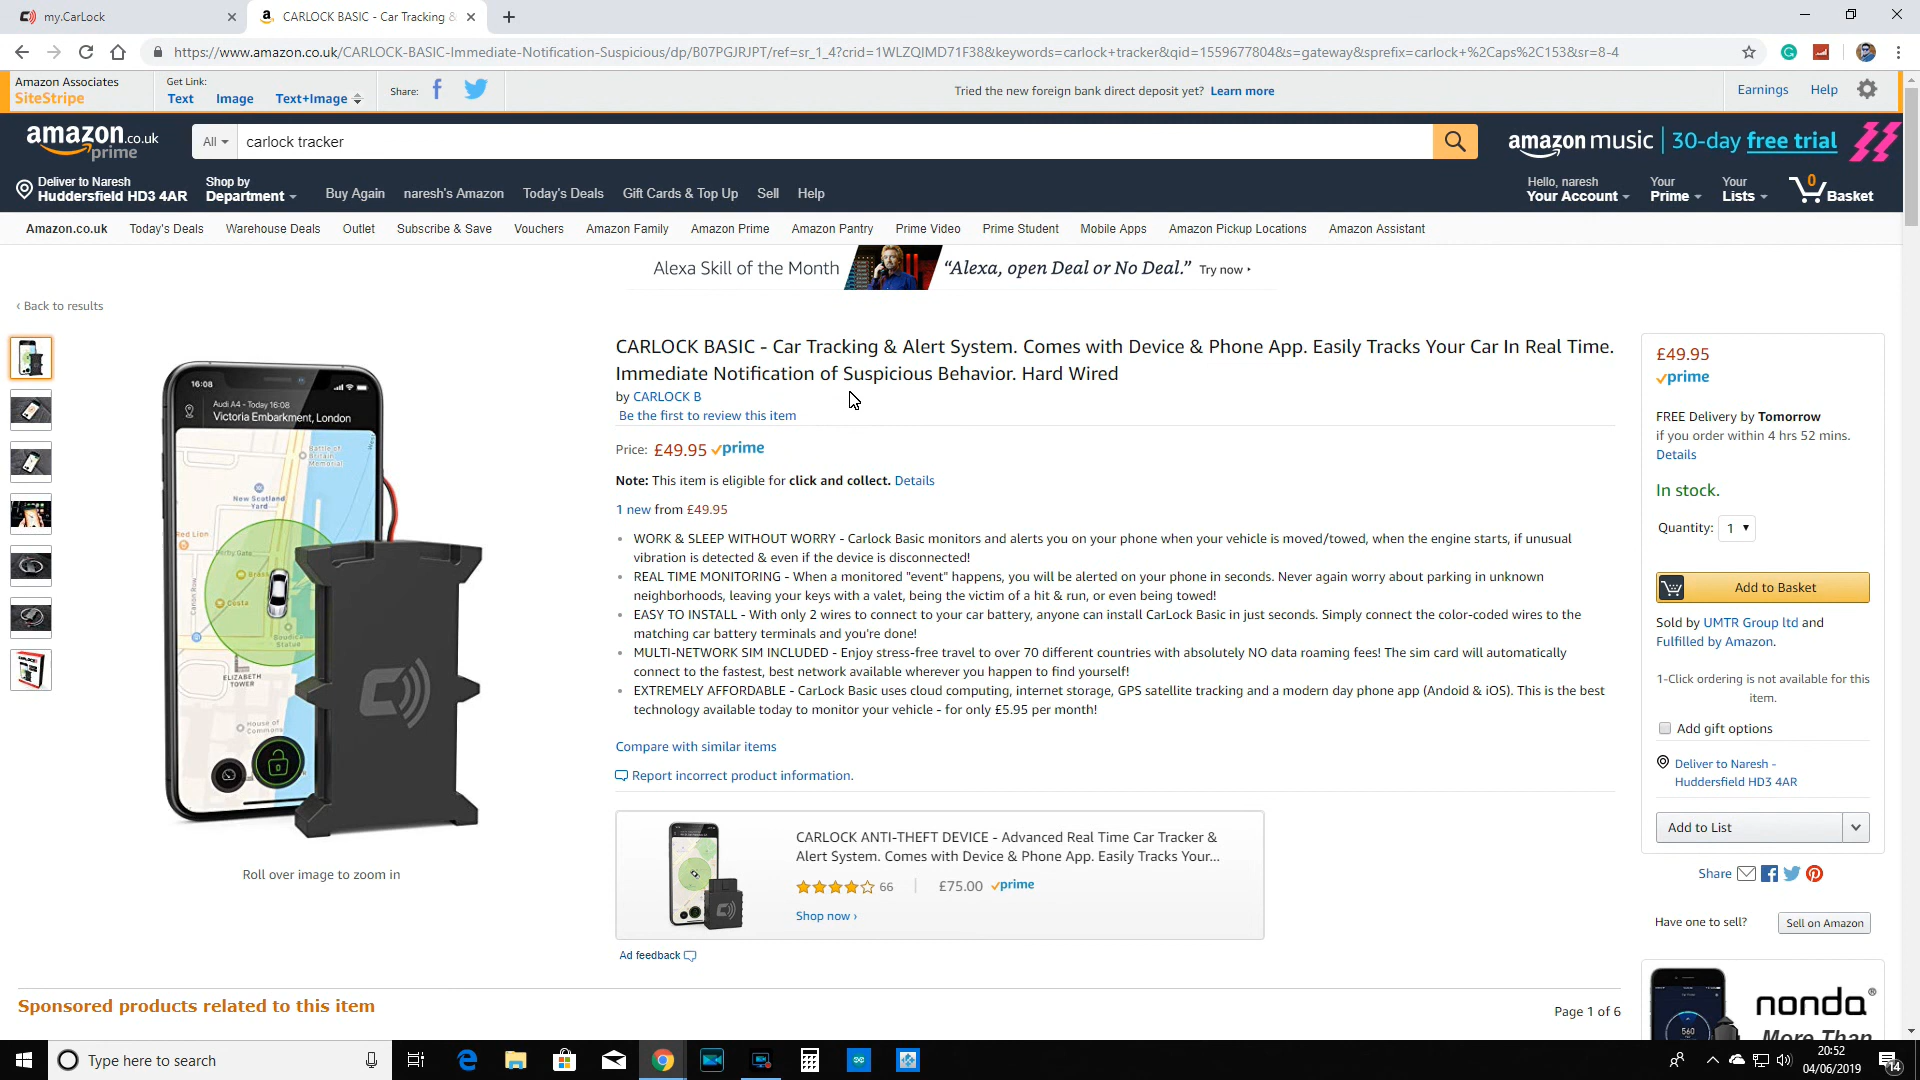 my.CarLock
CARLOCK BASIC - Car Tracking &
https://www.amazon.co.uk/CARLOCK-BASIC-Immediate-Notification-Suspicious/dp/B07PGJRJPT/ref=sr_1_4?crid=1WLZQIMD71F38&keywords=carlock+tracker&qid=1559677804&s=gateway&sprefix=carlock+%2Caps%2C153&sr=8-4
Amazon Associates
SiteStripe
Get Link:
Text Image Text+Image
Share:
Tried the new foreign bank direct deposit yet? Learn more
Earnings Help
amazon.co.uk
prime
All
carlock tracker
amazon music | 30-day free trial
Deliver to Naresh
Huddersfield HD3 4AR
Shop by
Department
Buy Again naresh's Amazon Today's Deals Gift Cards & Top Up Sell Help
Hello, naresh
Your Account
Your
Prime
Your
Lists
0
Basket
Amazon.co.uk Today's Deals Warehouse Deals Outlet Subscribe & Save Vouchers Amazon Family Amazon Prime Amazon Pantry Prime Video Prime Student Mobile Apps Amazon Pickup Locations Amazon Assistant
Alexa Skill of the Month
“Alexa, open Deal or No Deal.” Try now ‣
‹ Back to results
16:08
Audi A4 - Today 16:08
Victoria Embankment, London
Battle of
Britain
Memorial
New Scotland
Yard
Red Lion
Derby Gate
Costa
Canon Row
Boudica
Statue
ELIZABETH
TOWER
House of
Commons
Roll over image to zoom in
CARLOCK BASIC - Car Tracking & Alert System. Comes with Device & Phone App. Easily Tracks Your Car In Real Time.
Immediate Notification of Suspicious Behavior. Hard Wired
by CARLOCK B
Be the first to review this item
Price: £49.95 prime
Note: This item is eligible for click and collect. Details
1 new from £49.95
• WORK & SLEEP WITHOUT WORRY - Carlock Basic monitors and alerts you on your phone when your vehicle is moved/towed, when the engine starts, if unusual
vibration is detected & even if the device is disconnected!
• REAL TIME MONITORING - When a monitored "event" happens, you will be alerted on your phone in seconds. Never again worry about parking in unknown
neighborhoods, leaving your keys with a valet, being the victim of a hit & run, or even being towed!
• EASY TO INSTALL - With only 2 wires to connect to your car battery, anyone can install CarLock Basic in just seconds. Simply connect the color-coded wires to the
matching car battery terminals and you're done!
• MULTI-NETWORK SIM INCLUDED - Enjoy stress-free travel to over 70 different countries with absolutely NO data roaming fees! The sim card will automatically
connect to the fastest, best network available wherever you happen to find yourself!
• EXTREMELY AFFORDABLE - CarLock Basic uses cloud computing, internet storage, GPS satellite tracking and a modern day phone app (Andoid & iOS). This is the best
technology available today to monitor your vehicle - for only £5.95 per month!
Compare with similar items
Report incorrect product information.
CARLOCK ANTI-THEFT DEVICE - Advanced Real Time Car Tracker &
Alert System. Comes with Device & Phone App. Easily Tracks Your...
66 | £75.00 prime
Shop now ›
Ad feedback
£49.95
prime
FREE Delivery by Tomorrow
if you order within 4 hrs 52 mins.
Details
In stock.
Quantity: 1
Add to Basket
Sold by UMTR Group ltd and
Fulfilled by Amazon.
1-Click ordering is not available for this
item.
Add gift options
Deliver to Naresh -
Huddersfield HD3 4AR
Add to List
Share
Have one to sell? Sell on Amazon
nonda®
More Than
560
Sponsored products related to this item
Page 1 of 6
Type here to search
20:52
04/06/2019
14